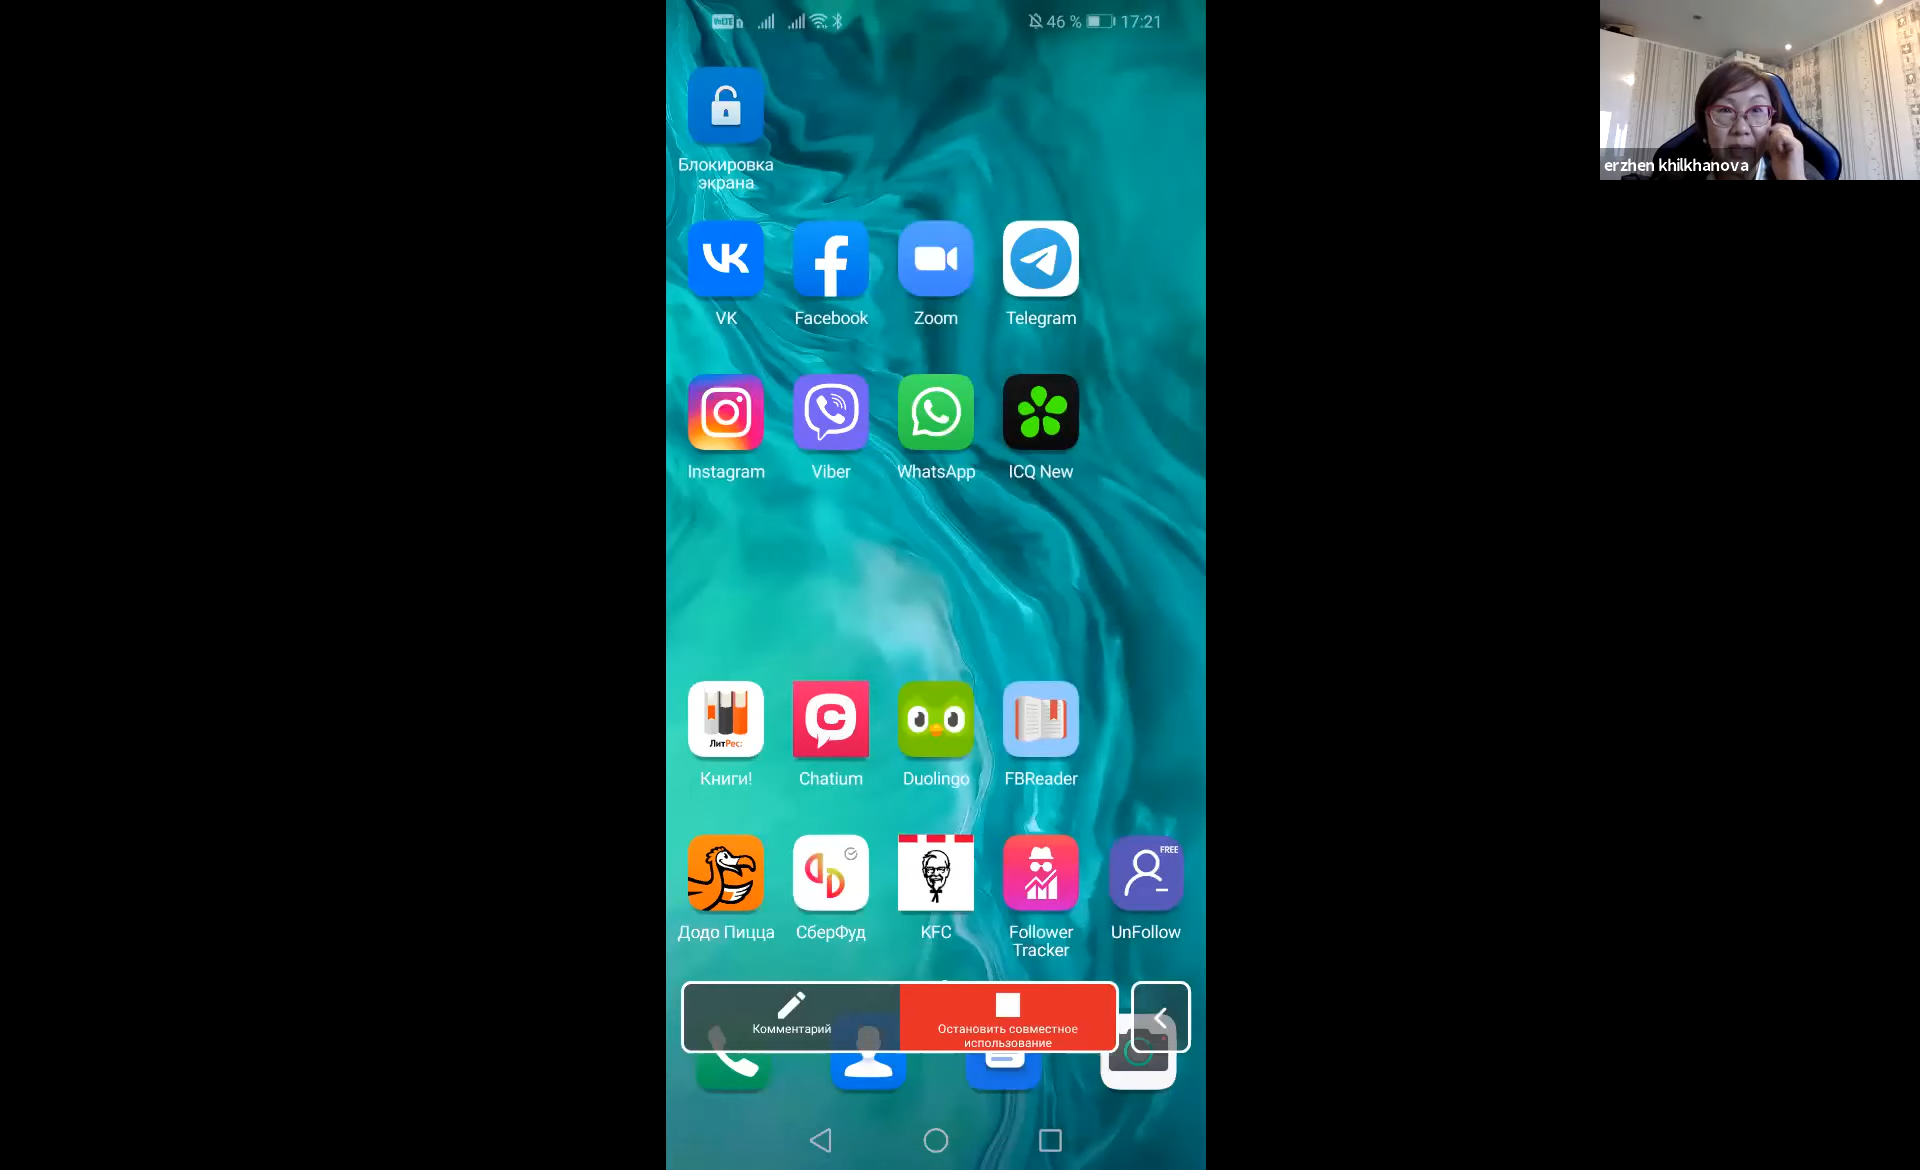 VoLTE
46 %
17:21
erzhen khilkhanova
Блокировка
экрана
VK
Facebook
Zoom
Telegram
Instagram
Viber
WhatsApp
ICQ New
ЛитРес:
Книги!
Chatium
Duolingo
FBReader
FREE
Додо Пицца
СберФуд
KFC
Follower
Tracker
UnFollow
Комментарий
Остановить совместное
использование